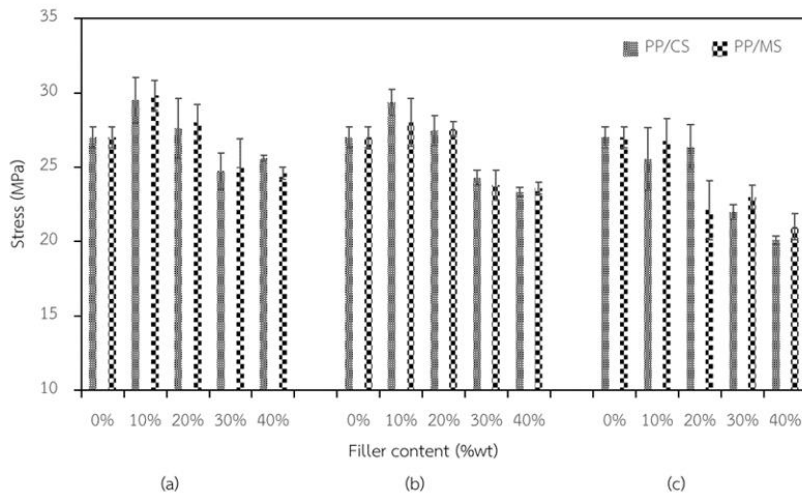 35
PP/CS PP/MS
30
25
Stress (MPa)
20
15
10
0% 10% 20% 30% 40% 0% 10% 20% 30% 40% 0% 10% 20% 30% 40%
Filler content (%wt)
(a) (b) (c)